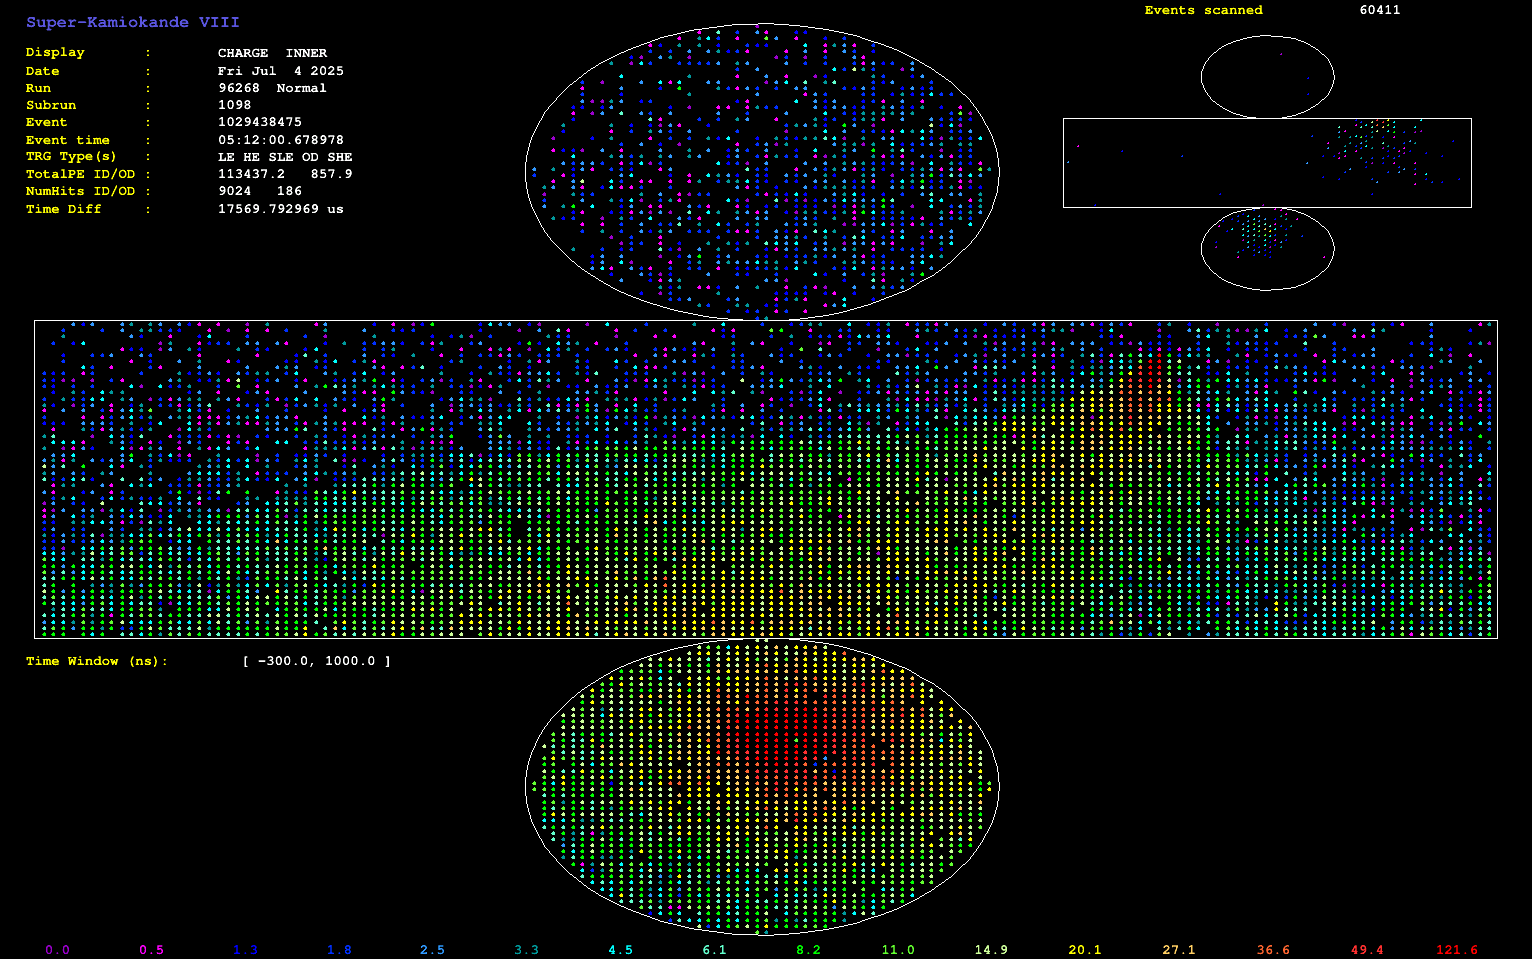 Super-Kamiokande VIII
Events scanned 60411
Display : CHARGE INNER
Date : Fri Jul 4 2025
Run : 96268 Normal
Subrun : 1098
Event : 1029438475
Event time : 05:12:00.678978
TRG Type(s) : LE HE SLE OD SHE
TotalPE ID/OD : 113437.2 857.9
NumHits ID/OD : 9024 186
Time Diff : 17569.792969 us
Time Window (ns): [ -300.0, 1000.0 ]
0.0 0.5 1.3 1.8 2.5 3.3 4.5 6.1 8.2 11.0 14.9 20.1 27.1 36.6 49.4 121.6